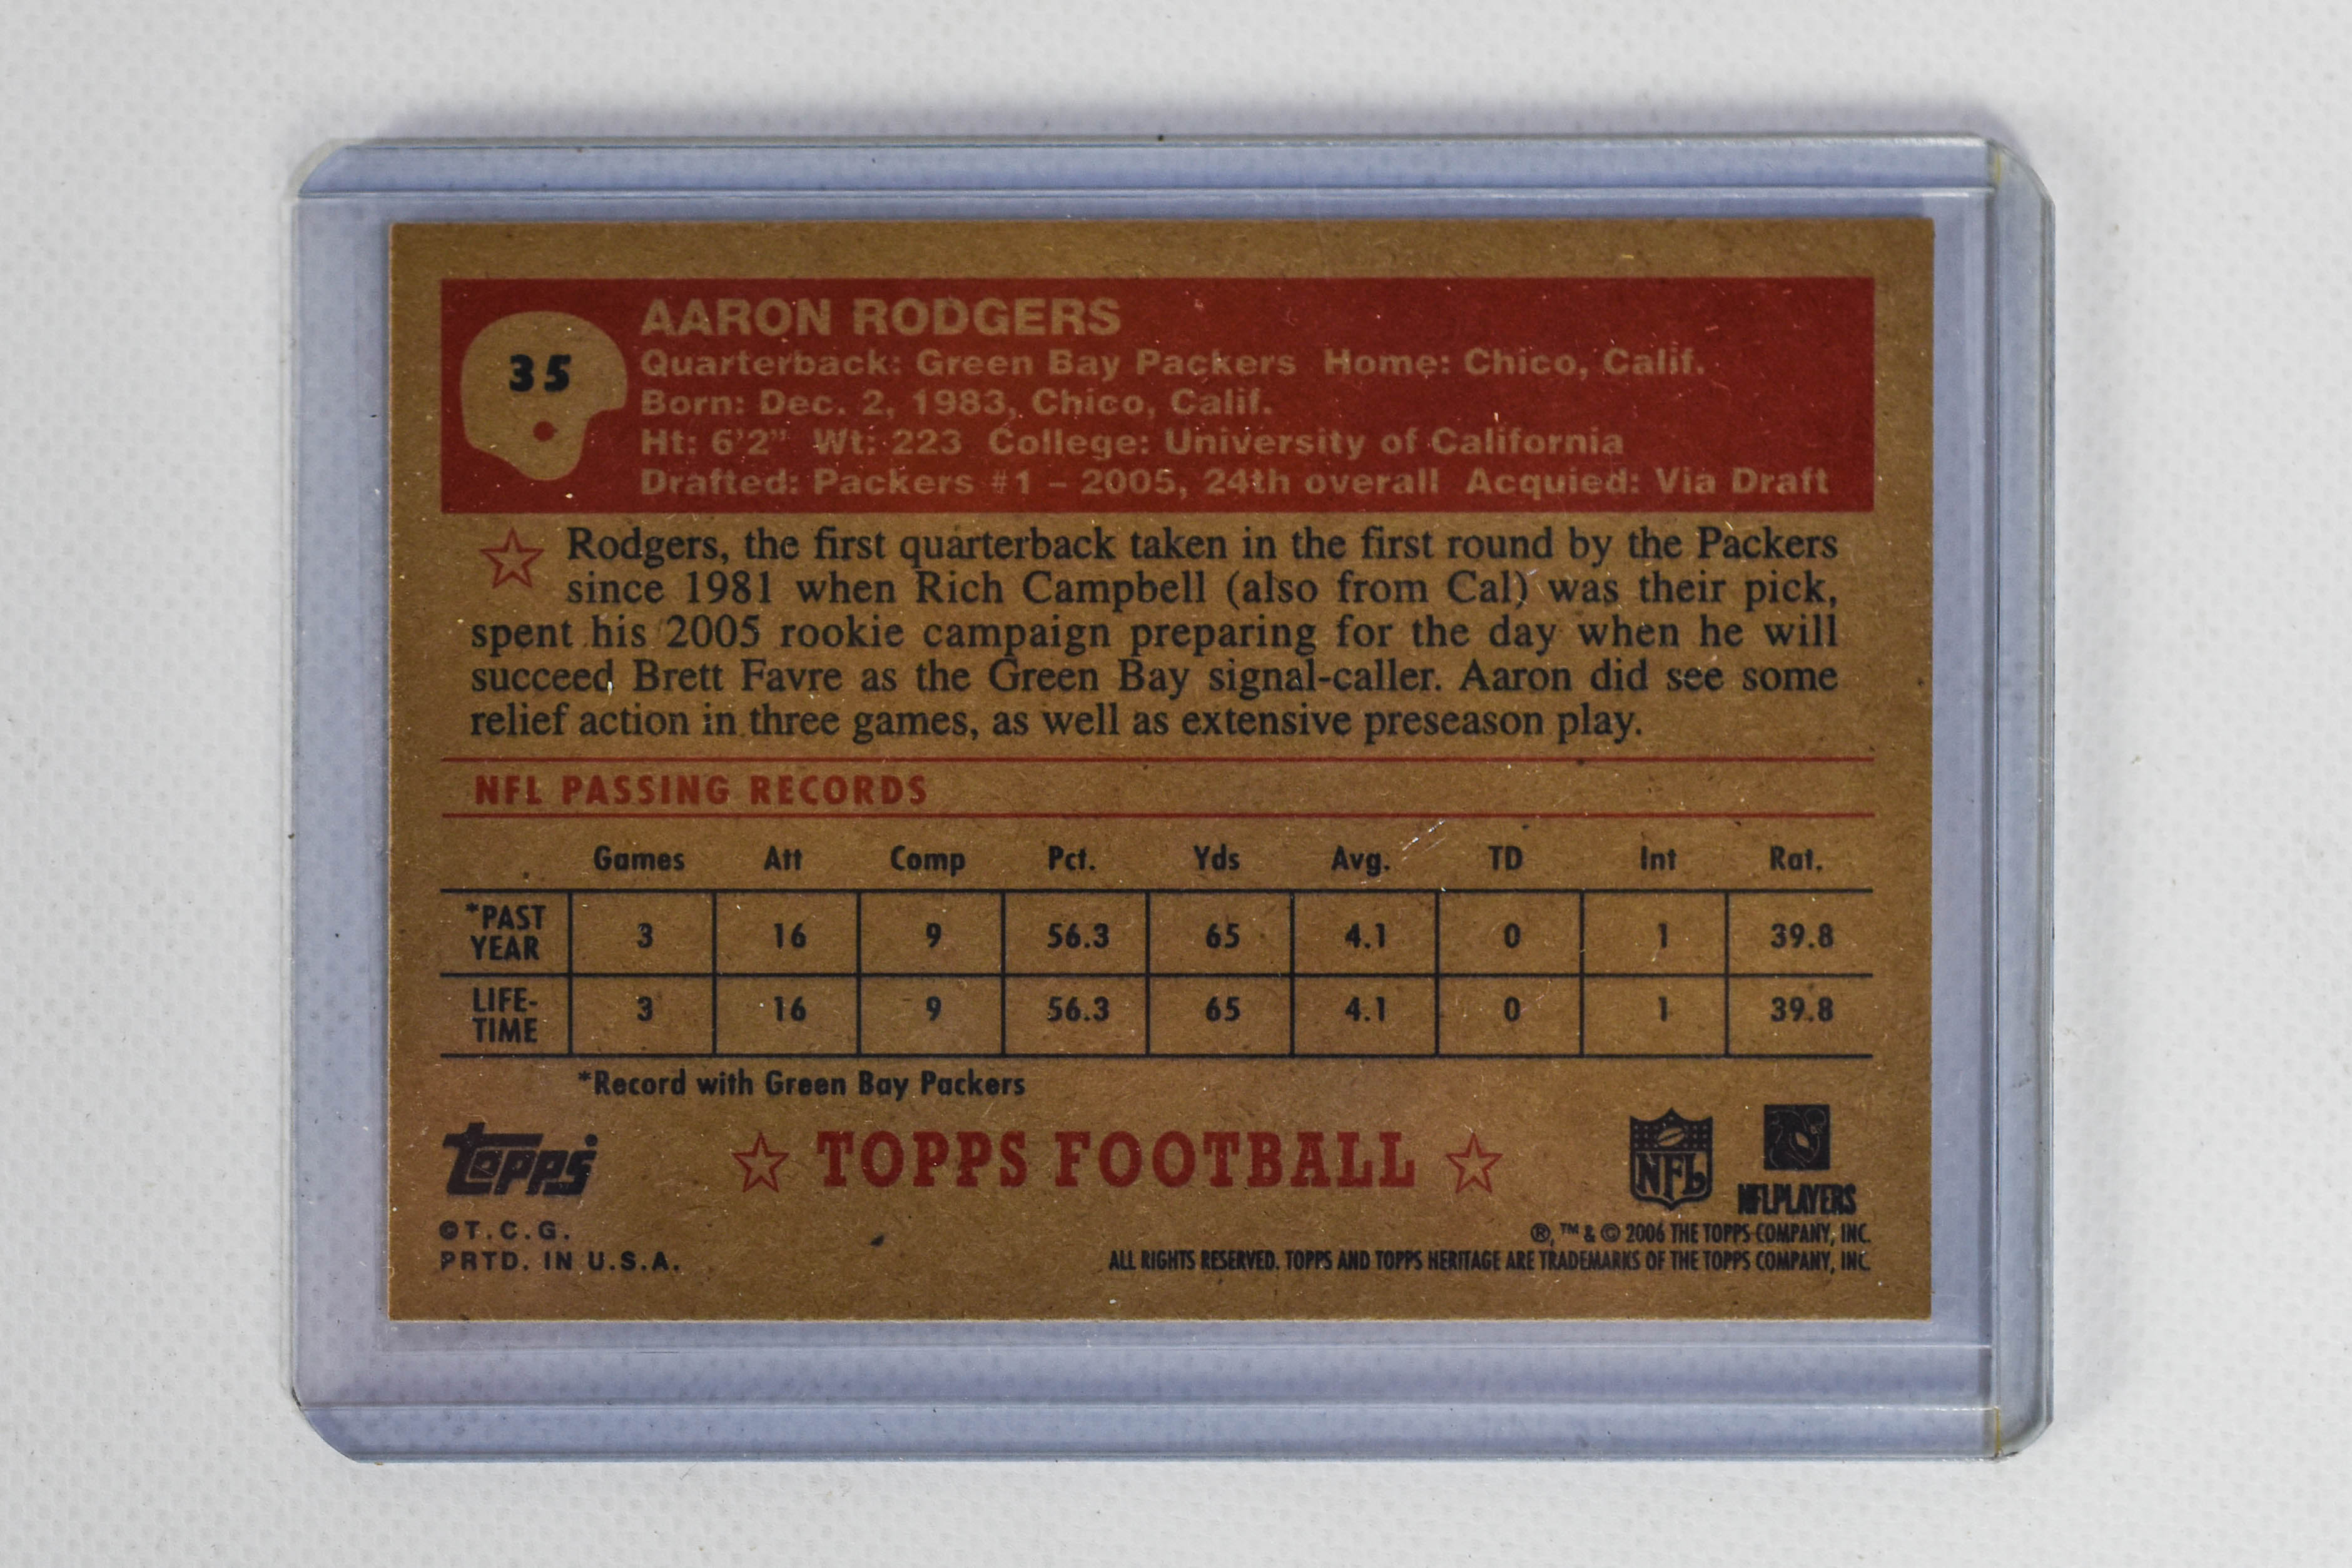 35
AARON RODGERS
Quarterback: Green Bay Packers Home: Chico, Calif.
Born: Dec. 2, 1983, Chico, Calif.
Ht: 6'2" Wt: 223 College: University of California
Drafted: Packers #1 – 2005, 24th overall Acquied: Via Draft
Rodgers, the first quarterback taken in the first round by the Packers
since 1981 when Rich Campbell (also from Cal) was their pick,
spent his 2005 rookie campaign preparing for the day when he will
succeed Brett Favre as the Green Bay signal-caller. Aaron did see some
relief action in three games, as well as extensive preseason play.
NFL PASSING RECORDS
Games Att Comp Pct. Yds Avg. TD Int Rat.
*PAST YEAR 3 16 9 56.3 65 4.1 0 1 39.8
LIFE-TIME 3 16 9 56.3 65 4.1 0 1 39.8
*Record with Green Bay Packers
topps
TOPPS FOOTBALL
NFL
NFLPLAYERS
©T.C.G.
PRTD. IN U.S.A.
®, ™ & © 2006 THE TOPPS COMPANY, INC.
ALL RIGHTS RESERVED. TOPPS AND TOPPS HERITAGE ARE TRADEMARKS OF THE TOPPS COMPANY, INC.